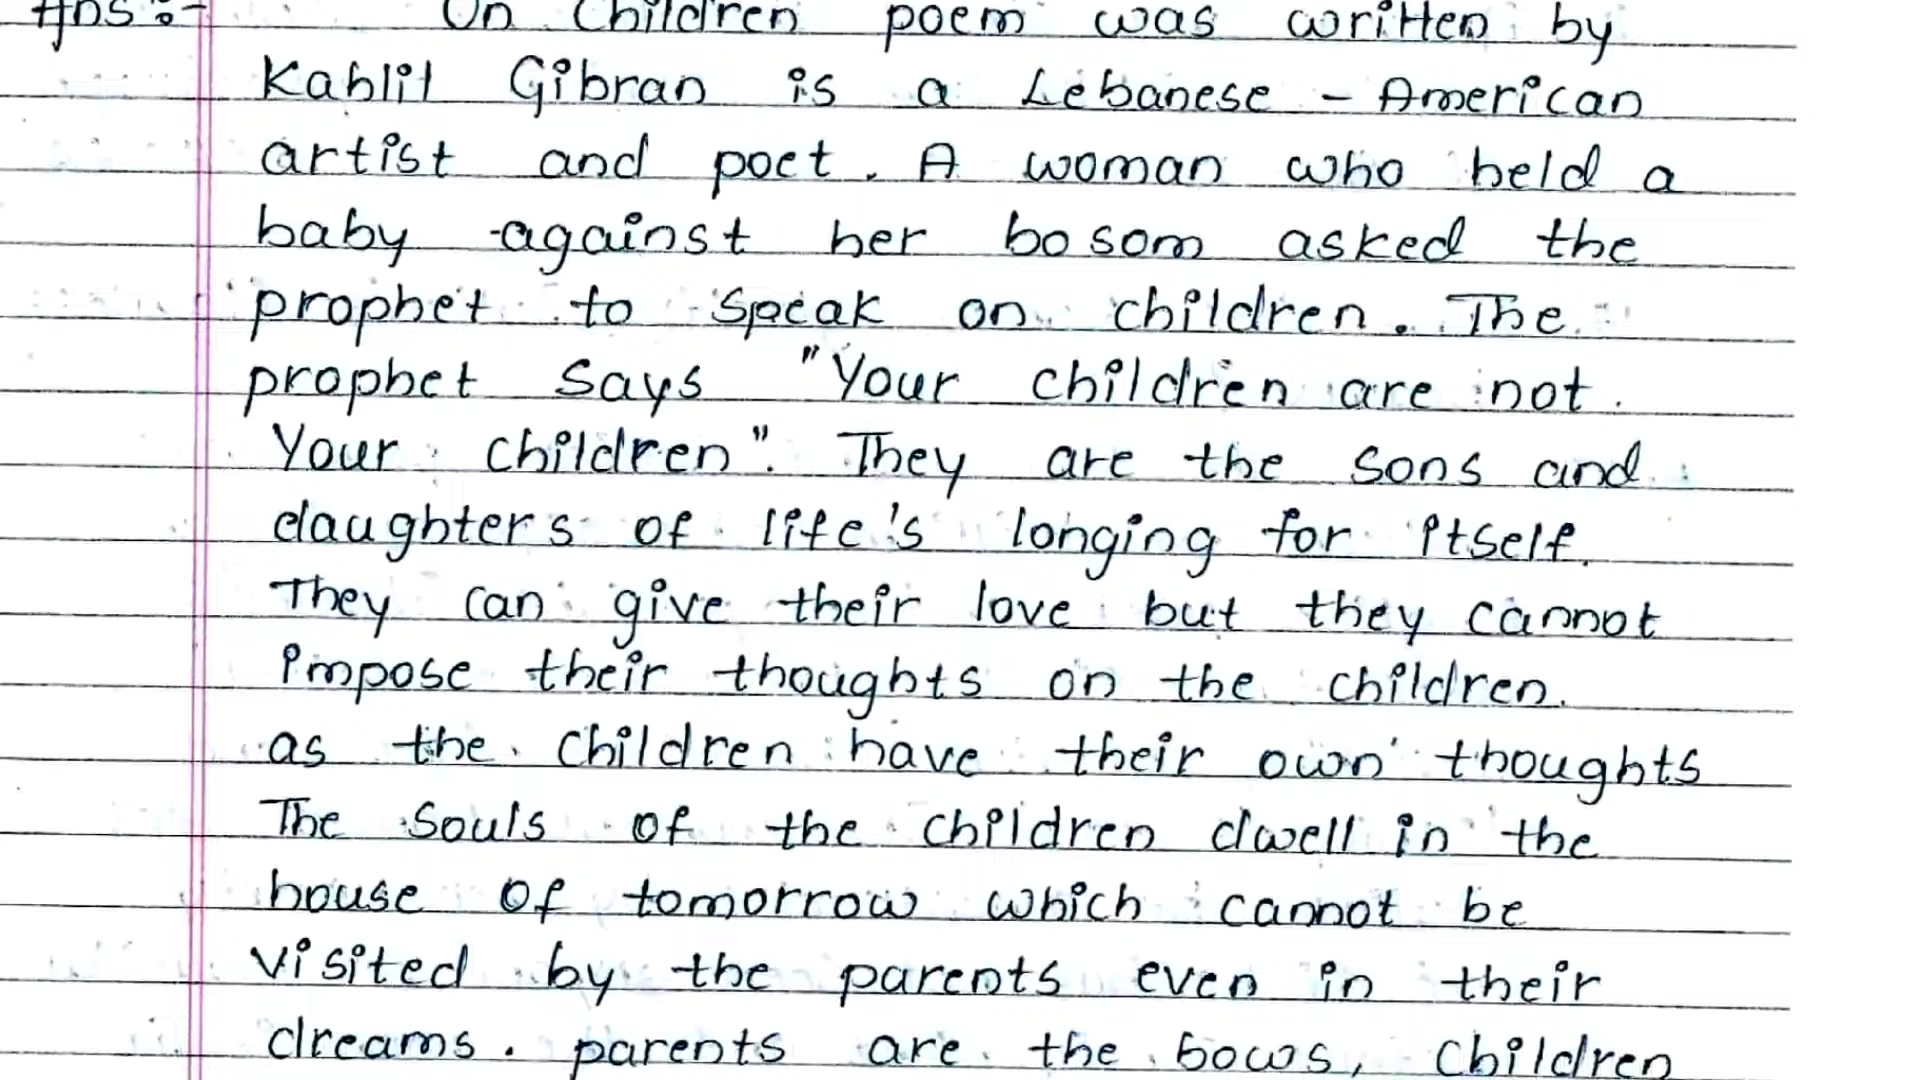 Ans :-
On Children poem was written by
Kahlil Gibran is a Lebanese - American
artist and poet. A woman who held a
baby against her bosom asked the
prophet to speak on children. The
prophet says "Your children are not
Your children". They are the sons and
daughters of life's longing for itself.
They can give their love but they cannot
impose their thoughts on the children.
as the children have their own thoughts
The souls of the children dwell in the
house of tomorrow which cannot be
visited by the parents even in their
dreams. parents are the bows, children